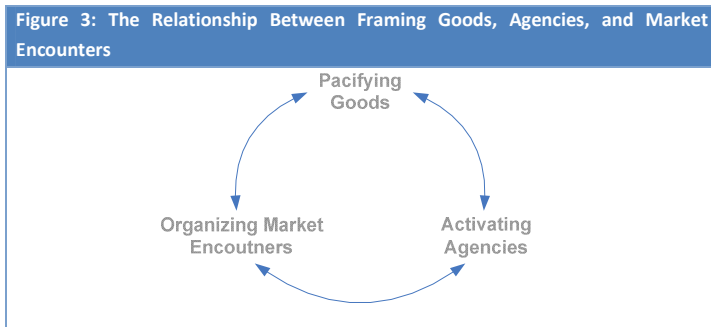 Figure 3: The Relationship Between Framing Goods, Agencies, and Market
Encounters
Pacifying
Goods
Organizing Market
Encoutners
Activating
Agencies